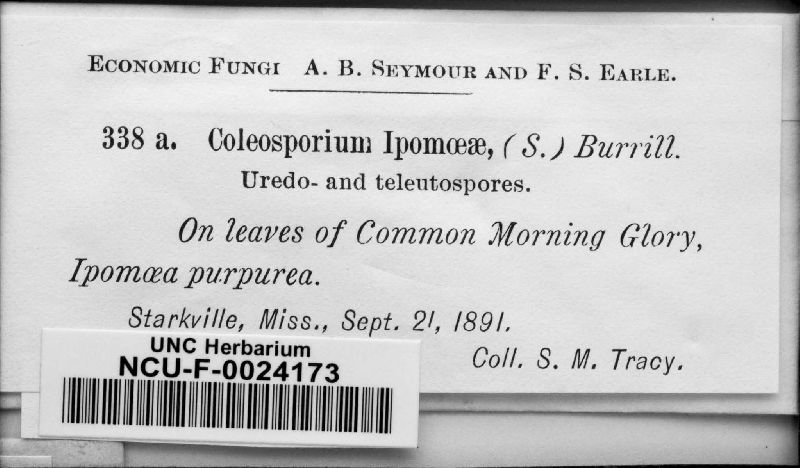 Economic Fungi A. B. Seymour and F. S. Earle.
338 a. Coleosporium Ipomœæ, (S.) Burrill.
Uredo- and teleutospores.
On leaves of Common Morning Glory,
Ipomœa purpurea.
Starkville, Miss., Sept. 21, 1891.
Coll. S. M. Tracy.
UNC Herbarium
NCU-F-0024173